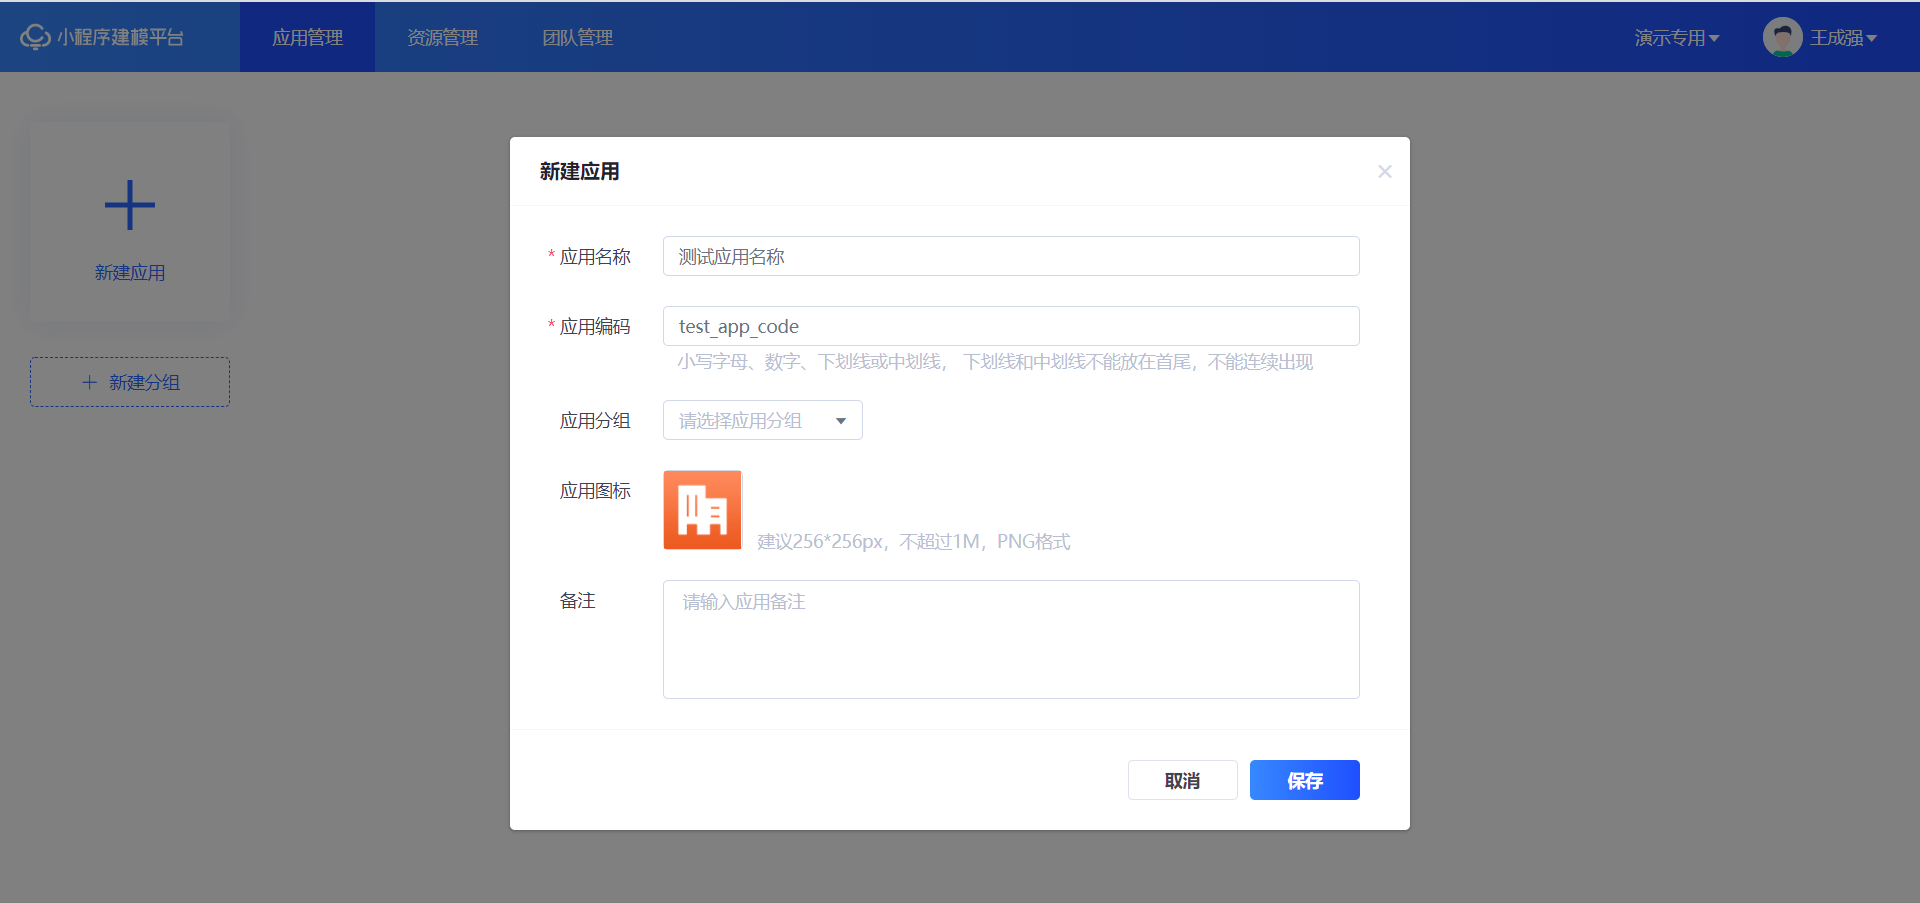 小程序建模平台 应用管理 资源管理 团队管理 演示专用 王成强
新建应用
新建分组
新建应用
* 应用名称 测试应用名称
* 应用编码 test_app_code
小写字母、数字、下划线或中划线， 下划线和中划线不能放在首尾，不能连续出现
应用分组 请选择应用分组
应用图标
建议256*256px，不超过1M，PNG格式
备注 请输入应用备注
取消 保存